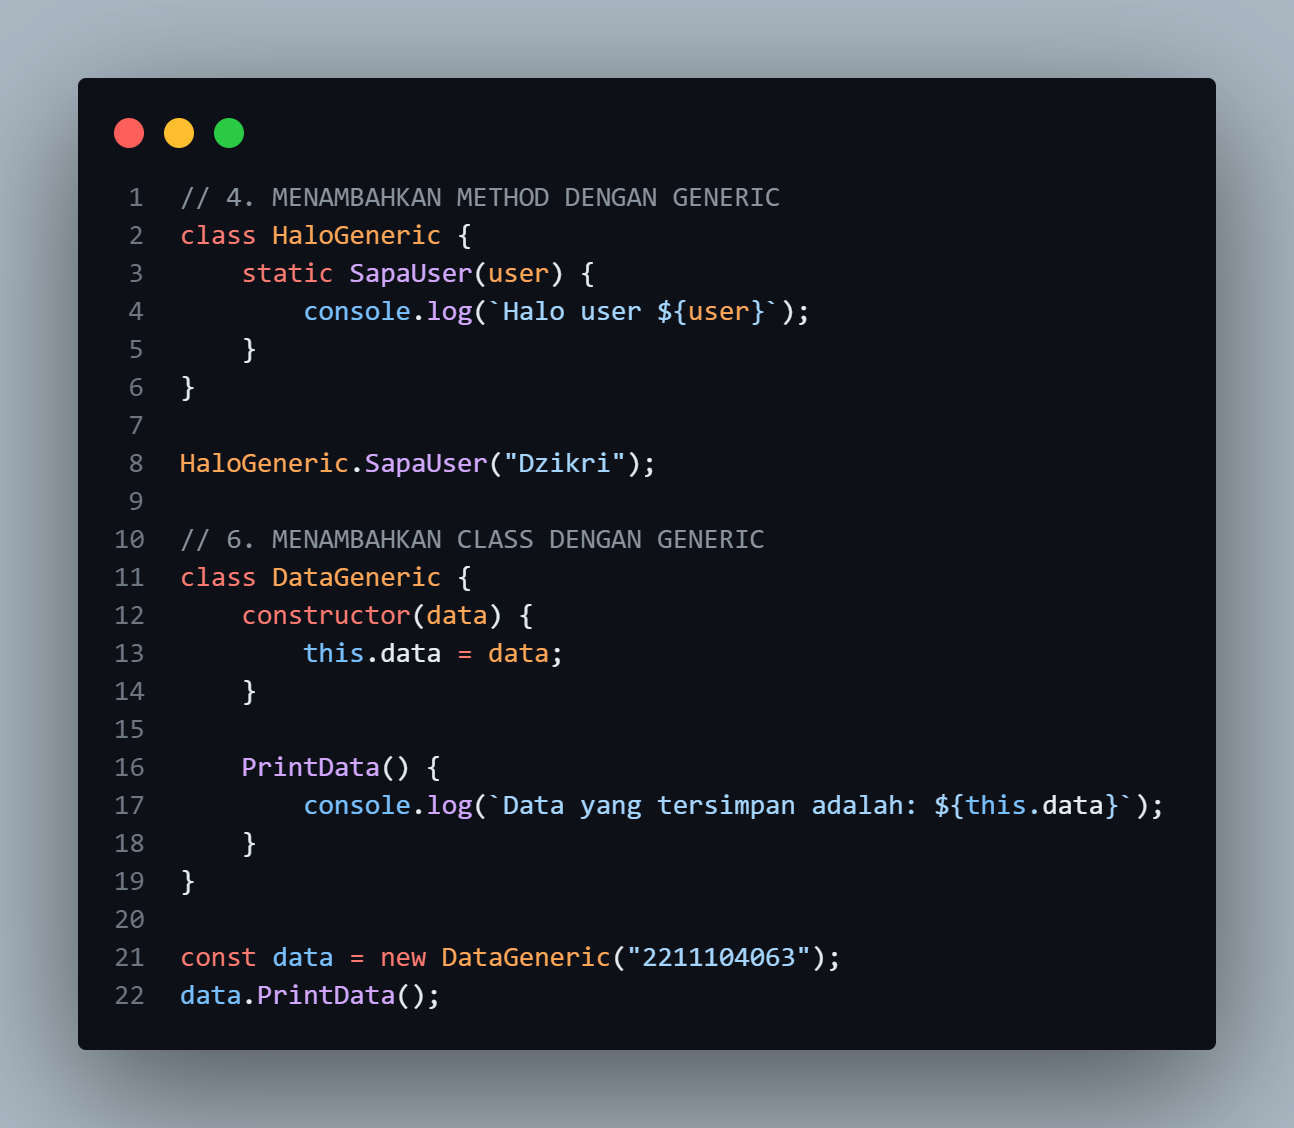 1 // 4. MENAMBAHKAN METHOD DENGAN GENERIC
2 class HaloGeneric {
3     static SapaUser(user) {
4         console.log(`Halo user ${user}`);
5     }
6 }
7
8 HaloGeneric.SapaUser("Dzikri");
9
10 // 6. MENAMBAHKAN CLASS DENGAN GENERIC
11 class DataGeneric {
12     constructor(data) {
13         this.data = data;
14     }
15
16     PrintData() {
17         console.log(`Data yang tersimpan adalah: ${this.data}`);
18     }
19 }
20
21 const data = new DataGeneric("2211104063");
22 data.PrintData();